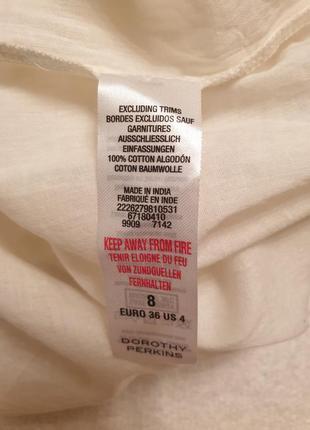 EXCLUDING TRIMS
BORDES EXCLUIDOS SAUF
GARNITURES
AUSSCHLIESSLICH
EINFASSUNGEN
100% COTTON ALGODÓN
COTON BAUMWOLLE
MADE IN INDIA
FABRIQUÉ EN INDE
2226279810531
67180410
9909 7142
KEEP AWAY FROM FIRE
TENIR ELOIGNE DU FEU
VON ZUNDQUELLEN
FERNHALTEN
8
EURO 36 US 4
DOROTHY
PERKINS